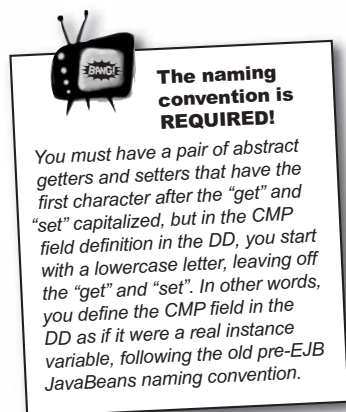 BANG!
The naming
convention is
REQUIRED!
You must have a pair of abstract
getters and setters that have the
first character after the “get” and
“set” capitalized, but in the CMP
field definition in the DD, you start
with a lowercase letter, leaving off
the “get” and “set”. In other words,
you define the CMP field in the
DD as if it were a real instance
variable, following the old pre-EJB
JavaBeans naming convention.